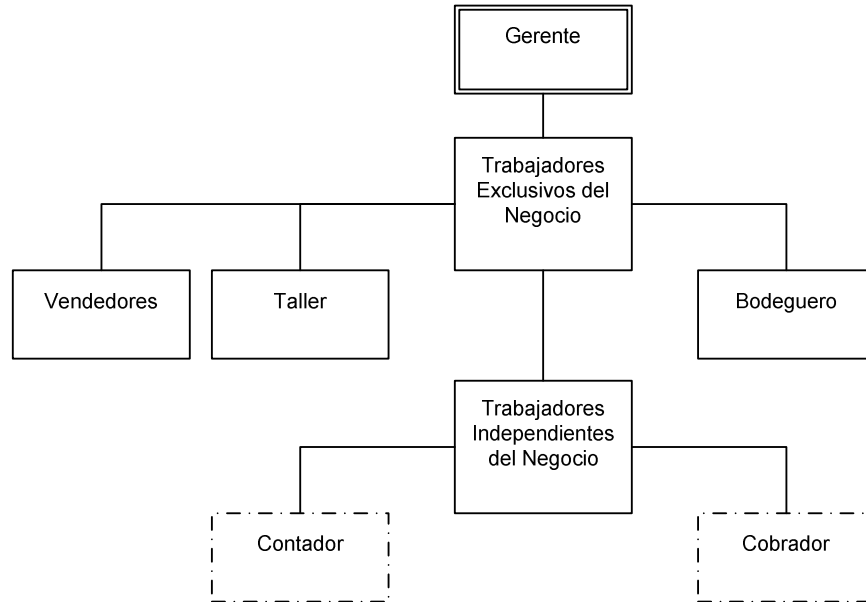 Gerente
Trabajadores
Exclusivos del
Negocio
Vendedores
Taller
Bodeguero
Trabajadores
Independientes
del Negocio
Contador
Cobrador